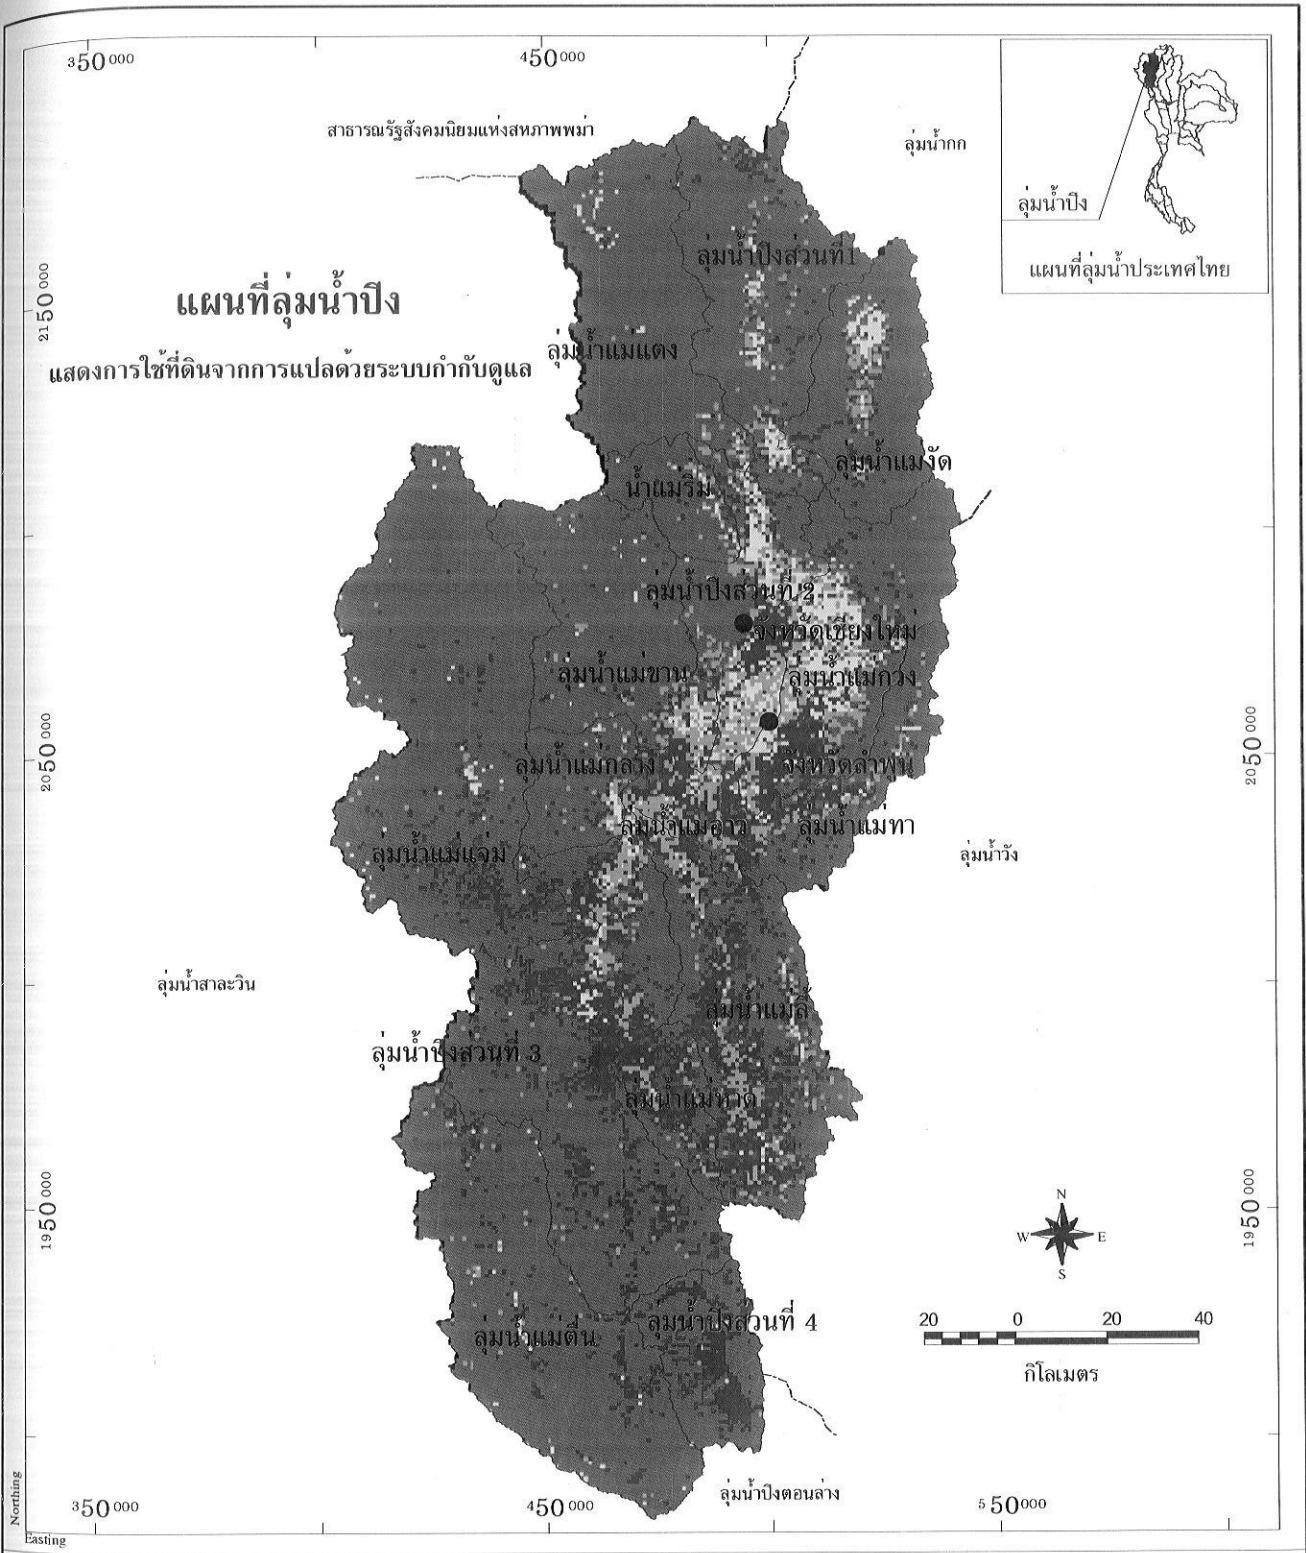 350000
450000
สาธารณรัฐสังคมนิยมแห่งสหภาพพม่า
ลุ่มน้ำกก
ลุ่มน้ำปิง
แผนที่ลุ่มน้ำประเทศไทย
ลุ่มน้ำปิงส่วนที่1
2150000
แผนที่ลุ่มน้ำปิง
แสดงการใช้ที่ดินจากการแปลด้วยระบบกำกับดูแล
ลุ่มน้ำแม่แตง
ลุ่มน้ำแม่งัด
น้ำแม่ริม
ลุ่มน้ำปิงส่วนที่ 2
จังหวัดเชียงใหม่
ลุ่มน้ำแม่ขาน
ลุ่มน้ำแม่กวง
2050000
2050000
ลุ่มน้ำแม่กลาง
จังหวัดลำพูน
ลุ่มน้ำแม่ทา
ลุ่มน้ำแม่แจ่ม
ลุ่มน้ำวัง
ลุ่มน้ำสาละวิน
ลุ่มน้ำแม่ลี้
ลุ่มน้ำปิงส่วนที่ 3
ลุ่มน้ำแม่หาด
1950000
1950000
N
W E
S
ลุ่มน้ำแม่ตื่น
ลุ่มน้ำปิงส่วนที่ 4
20 0 20 40
กิโลเมตร
ลุ่มน้ำปิงตอนล่าง
350000
450000
550000
Northing
Easting